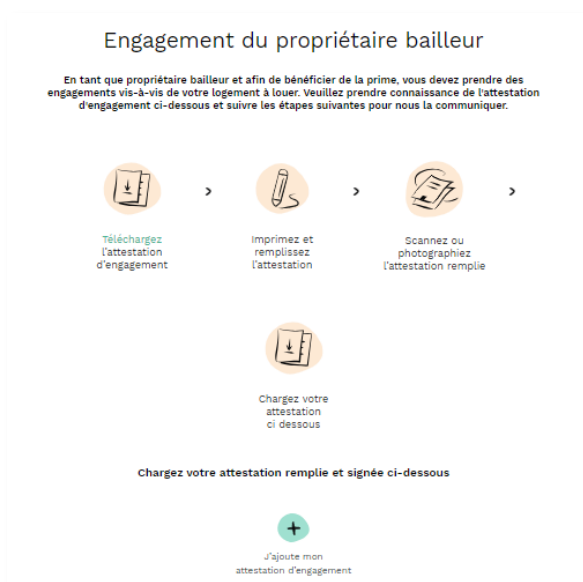 Engagement du propriétaire bailleur
En tant que propriétaire bailleur et afin de bénéficier de la prime, vous devez prendre des
engagements vis-à-vis de votre logement à louer. Veuillez prendre connaissance de l'attestation
d'engagement ci-dessous et suivre les étapes suivantes pour nous la communiquer.
Téléchargez
l'attestation
d'engagement
Imprimez et
remplissez
l'attestation
Scannez ou
photographiez
l'attestation remplie
Chargez votre
attestation
ci dessous
Chargez votre attestation remplie et signée ci-dessous
J'ajoute mon
attestation d'engagement